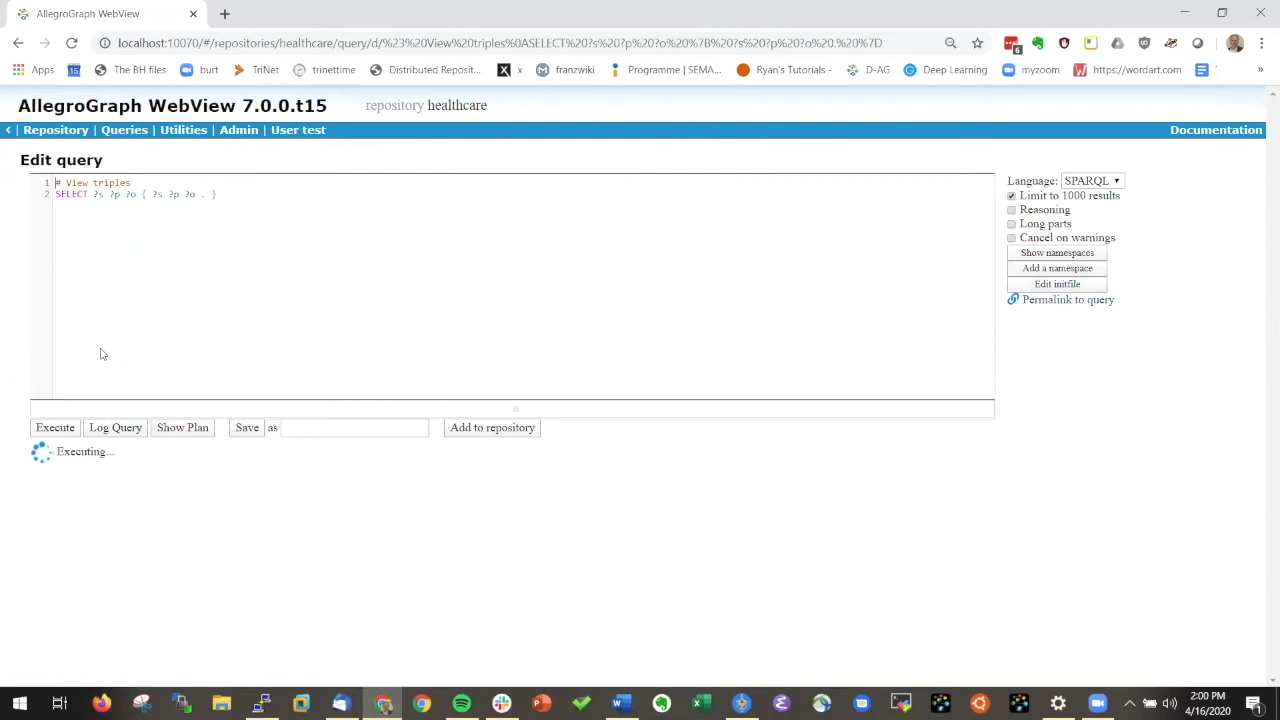 AllegroGraph WebView
localhost:10070/#/repositories/healthcare/query/d/%23%20View%20triples%0ASELECT%20?s%20?p%20?o%20%7B%20?s%20?p%20?o%20.%20%7D
6
Apps
15
The BH files
burt
TriNet
trinettime
Distributed Reposit...
x
franzwiki
Programme | SEMA...
Ryan's Tutorials -
D-AG
Deep Learning
myzoom
https://wordart.com
»
AllegroGraph WebView 7.0.0.t15 repository healthcare
Repository | Queries | Utilities | Admin | User test
Documentation
Edit query
1 # View triples
2 SELECT ?s ?p ?o { ?s ?p ?o . }
Language: SPARQL
Limit to 1000 results
Reasoning
Long parts
Cancel on warnings
Show namespaces
Add a namespace
Edit initfile
Permalink to query
Execute Log Query Show Plan Save as Add to repository
Executing...
2:00 PM
4/16/2020
1